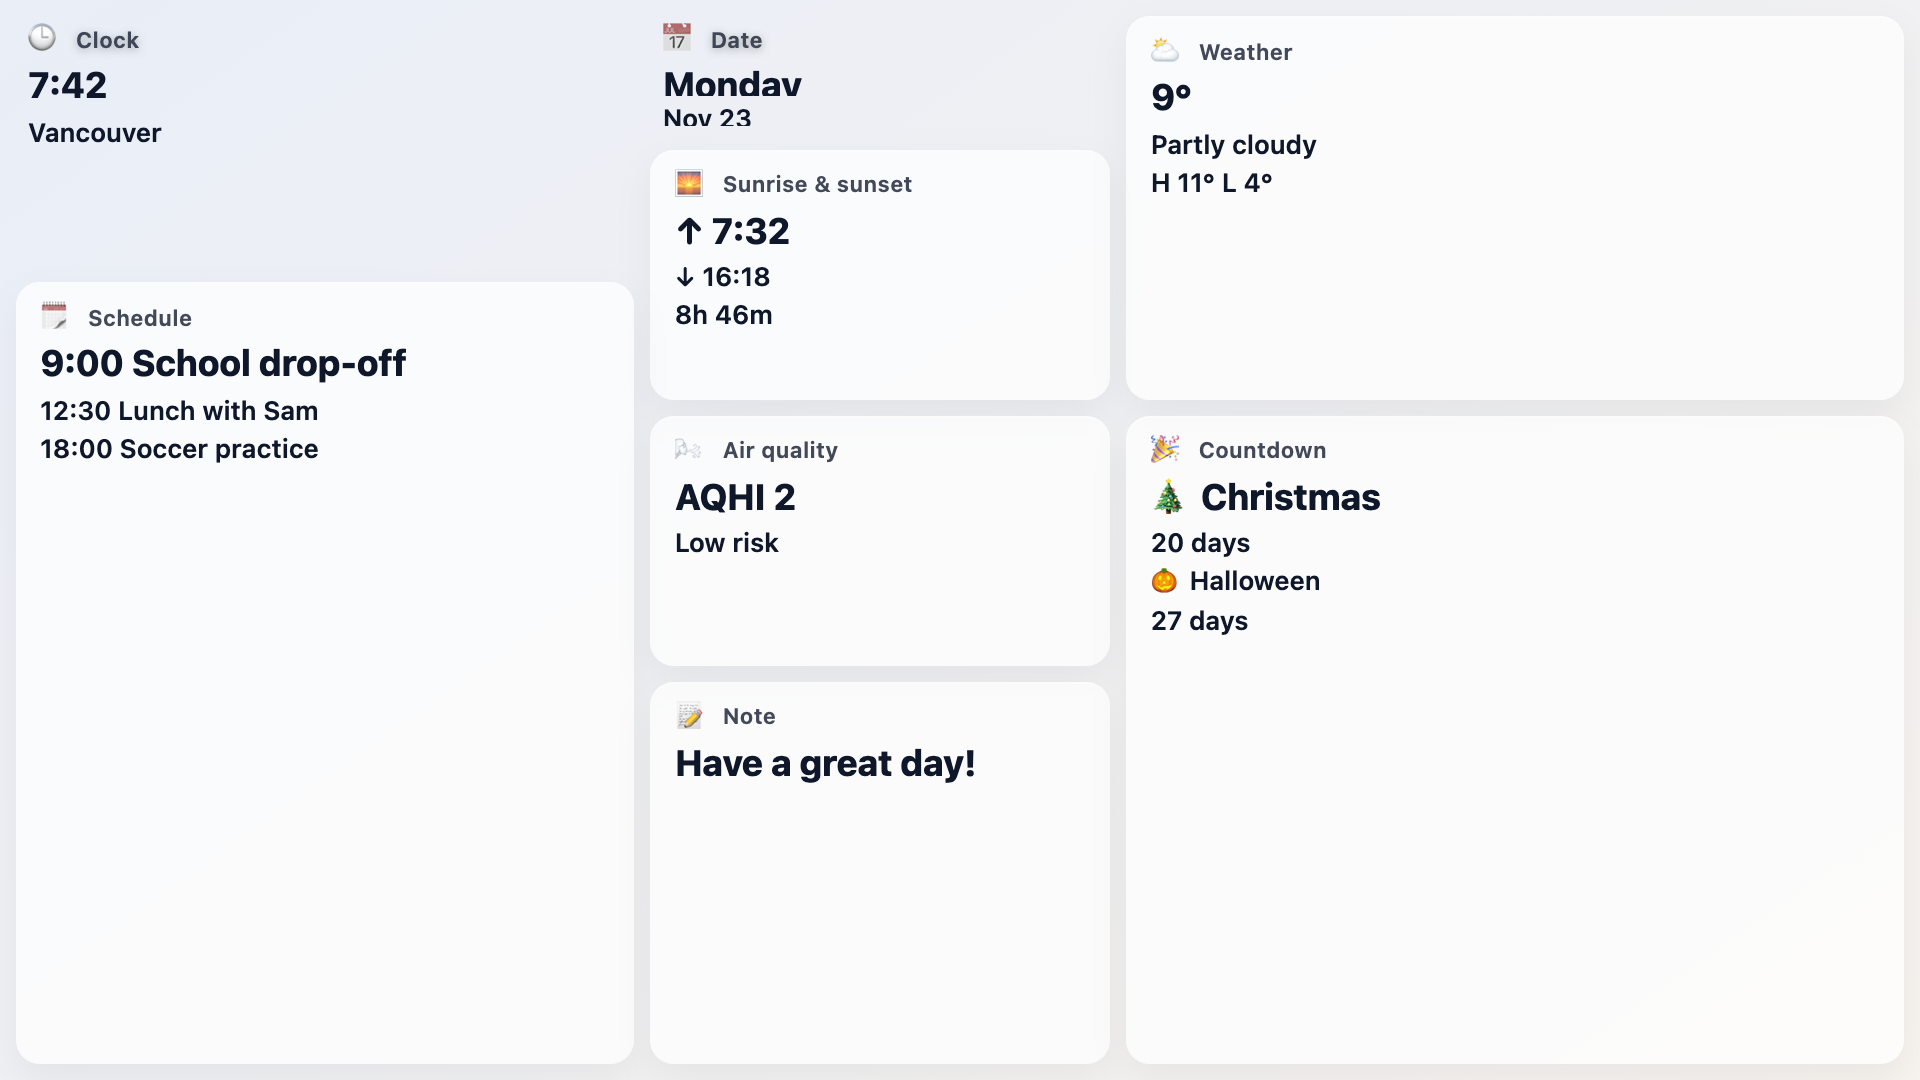 Clock
7:42
Vancouver
17
Date
Monday
Nov 23
Weather
9°
Partly cloudy
H 11° L 4°
Sunrise & sunset
↑ 7:32
↓ 16:18
8h 46m
Schedule
9:00 School drop-off
12:30 Lunch with Sam
18:00 Soccer practice
Air quality
AQHI 2
Low risk
Countdown
🎄 Christmas
20 days
🎃 Halloween
27 days
Note
Have a great day!